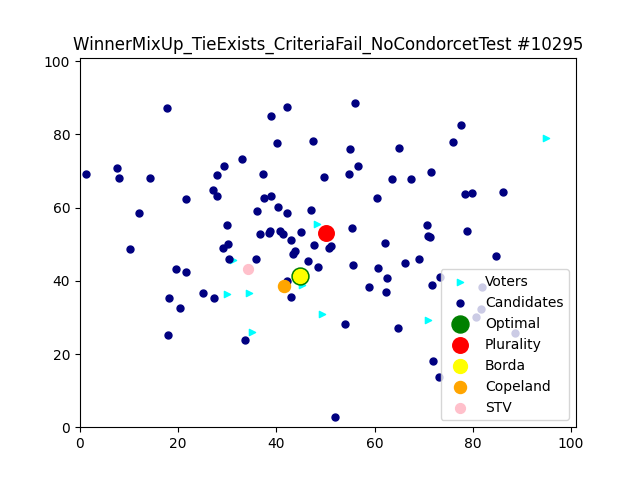 WinnerMixUp_TieExists_CriteriaFail_NoCondorcetTest #10295
100
80
60
40
20
0
0 20 40 60 80 100
Voters
Candidates
Optimal
Plurality
Borda
Copeland
STV